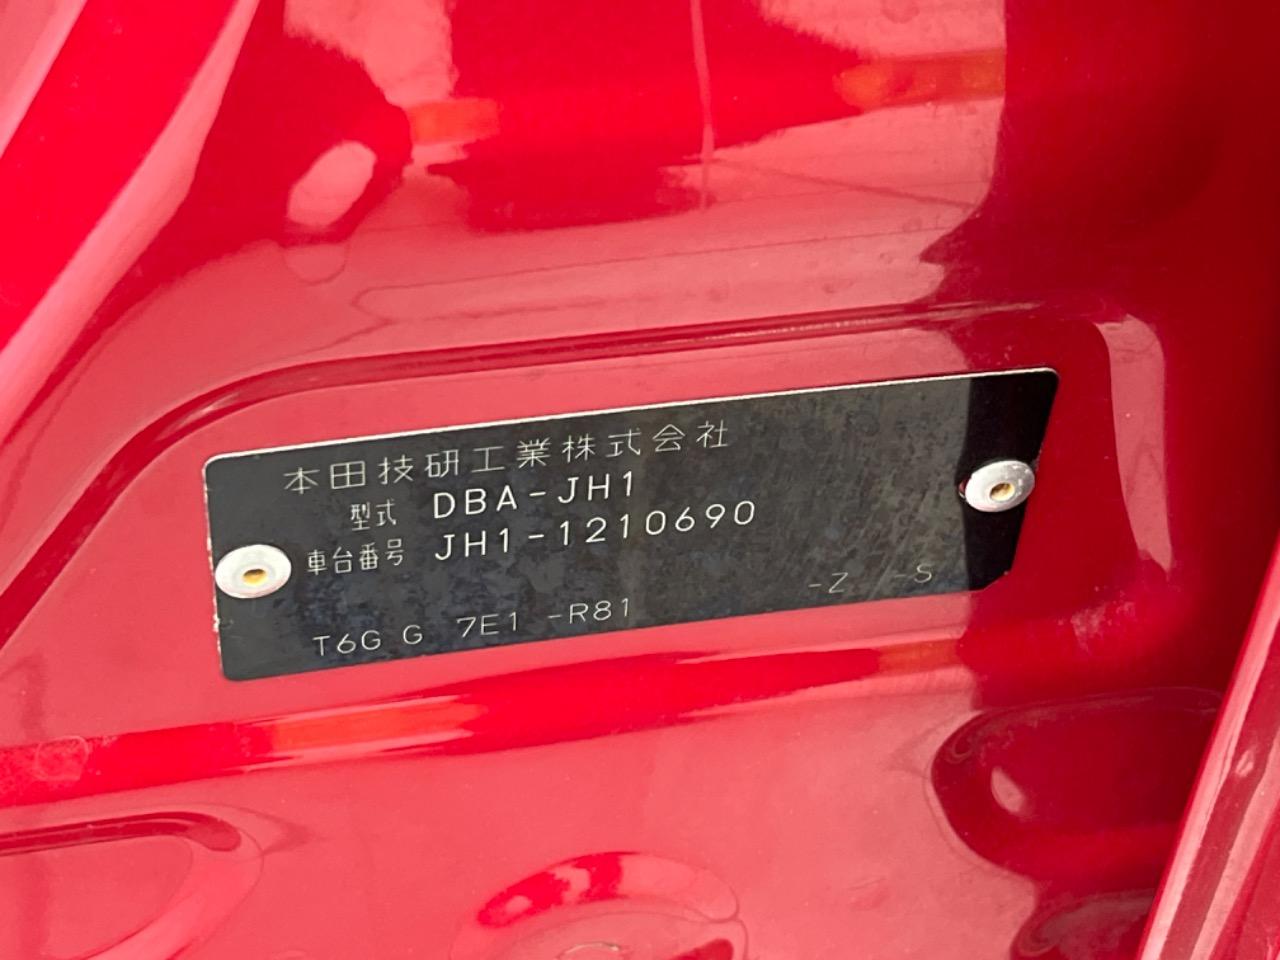 本田技研工業株式会社
型式 DBA-JH1
車台番号 JH1-1210690
T6G G 7E1 -R81 -Z -S